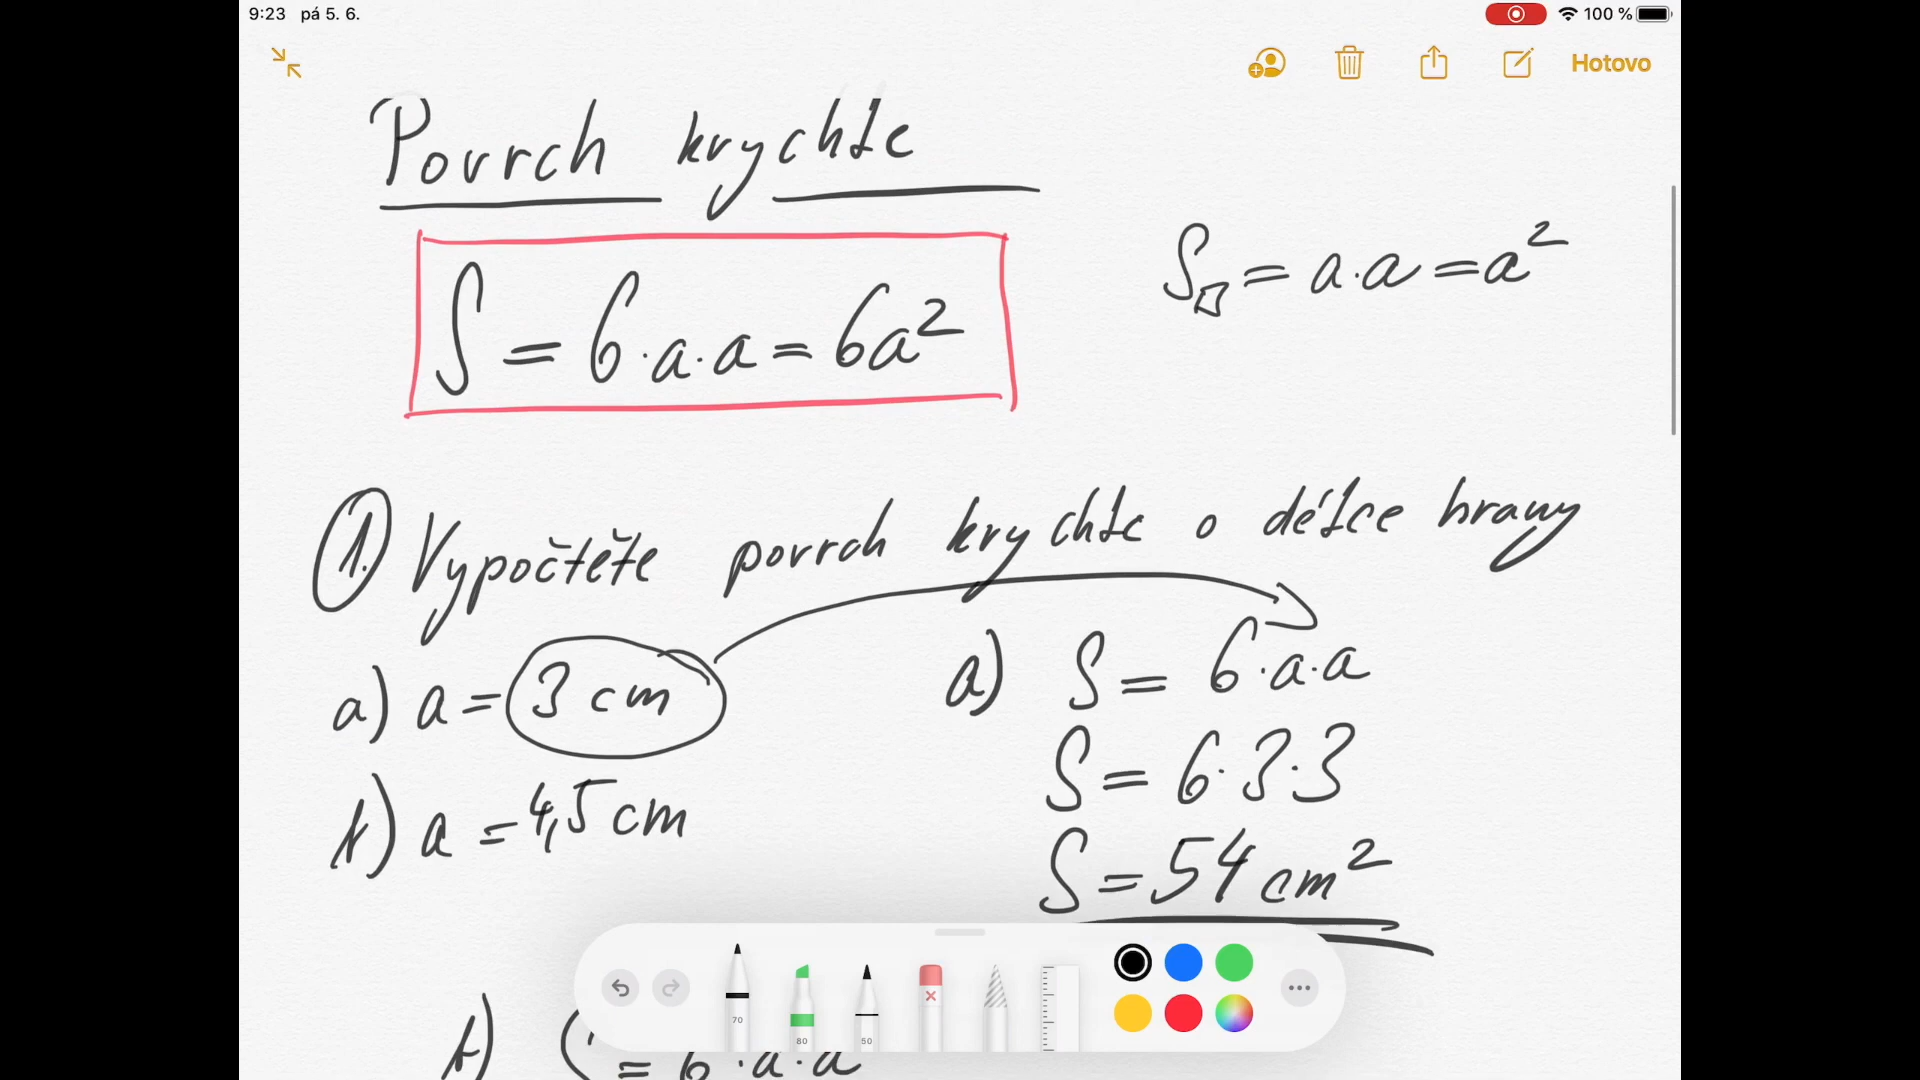 9:23 pá 5. 6.
100 %
Hotovo
Povrch krychle
S = 6·a·a = 6a²
S□ = a·a = a²
1. Vypočtěte povrch krychle o délce hrany
a) a = 3 cm
b) a = 4,5 cm
a) S = 6·a·a
S = 6·3·3
S = 54 cm²
b) = 6·a·a
70
80
50